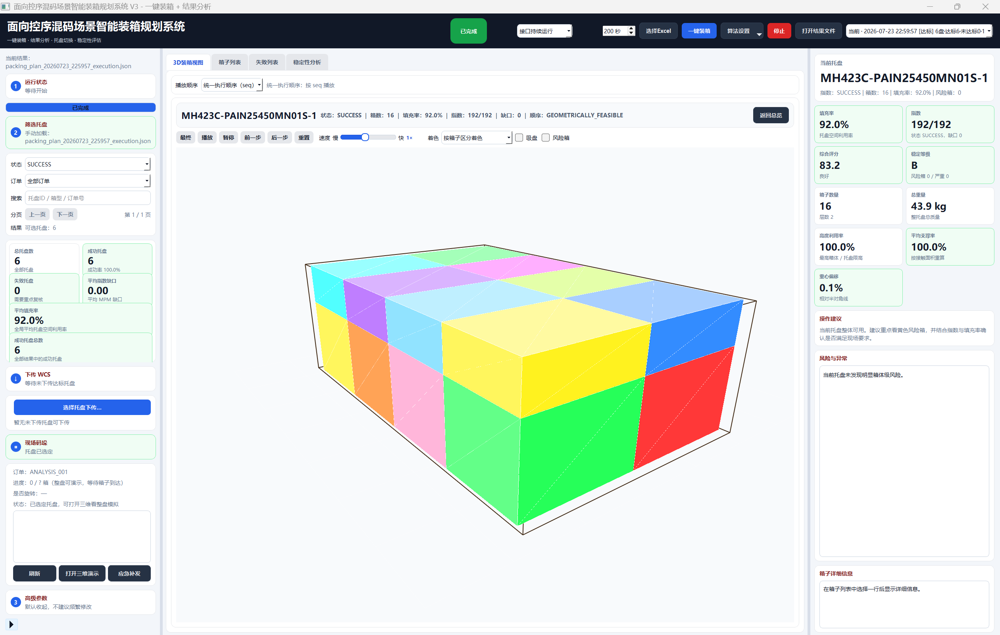 面向控序混码场景智能装箱规划系统 V3 - 一键装箱 + 结果分析
面向控序混码场景智能装箱规划系统
一键装箱 · 结果分析 · 托盘切换 · 稳定性评估
已完成
接口持续运行
200 秒
选择Excel
一键装箱
算法设置
停止
打开结果文件
当前 · 2026-07-23 22:59:57 [达标] 6盘·达标6·未达标0·1
当前结果：
packing_plan_20260723_225957_execution.json
1
运行状态
等待开始
已完成
2
筛选托盘
手动加载：
packing_plan_20260723_225957_execution.json
状态 SUCCESS
订单 全部订单
搜索 托盘ID / 箱型 / 订单号
分页 上一页 下一页 第 1 / 1 页
结果 可选托盘：6
总托盘数
6
全部托盘
成功托盘
6
成功率 100.0%
失败托盘
0
需要重点复核
平均指数缺口
0.00
平均 MPM 缺口
平均填充率
92.0%
全局平均托盘空间利用率
成功托盘总数
6
全部结果中的成功托盘
↓
下传 WCS
等待未下传达标托盘
选择托盘下传...
暂无未下传托盘可下传
现场码垛
托盘已选定
订单：ANALYSIS_001
进度：0 / ? 箱（整盘可演示，等待箱子到达）
是否旋转：—
状态：已选定托盘，可打开三维看整盘模拟
刷新 打开三维演示 应急补发
3
高级参数
默认收起，不建议频繁修改
3D装箱视图 箱子列表 失败列表 稳定性分析
播放顺序 统一执行顺序（seq） 统一执行顺序：按 seq 播放
MH423C-PAIN25450MN01S-1 状态：SUCCESS | 箱数：16 | 填充率：92.0% | 指数：192/192 | 缺口：0 | 顺序：GEOMETRICALLY_FEASIBLE
返回总览
最终 播放 暂停 前一步 后一步 重置 速度 慢 快 1× 着色 按箱子区分着色 吸盘 风险箱
当前托盘
MH423C-PAIN25450MN01S-1
指数：SUCCESS | 箱数：16 | 填充率：92.0% | 风险箱：0
填充率
92.0%
托盘空间利用率
指数
192/192
状态 SUCCESS，缺口 0
综合评分
83.2
良好
稳定等级
B
风险箱 0 / 严重 0
箱子数量
16
层数 2
总重量
43.9 kg
整托盘总质量
高度利用率
100.0%
最高箱体 / 托盘限高
平均支撑率
100.0%
按接触面积重算
重心偏移
0.1%
相对半对角线
操作建议
当前托盘整体可用。建议重点看黄色风险箱，并结合指数与填充率确
认是否满足现场要求。
风险与异常
当前托盘未发现明显箱体级风险。
箱子详细信息
在箱子列表中选择一行后显示详细信息。